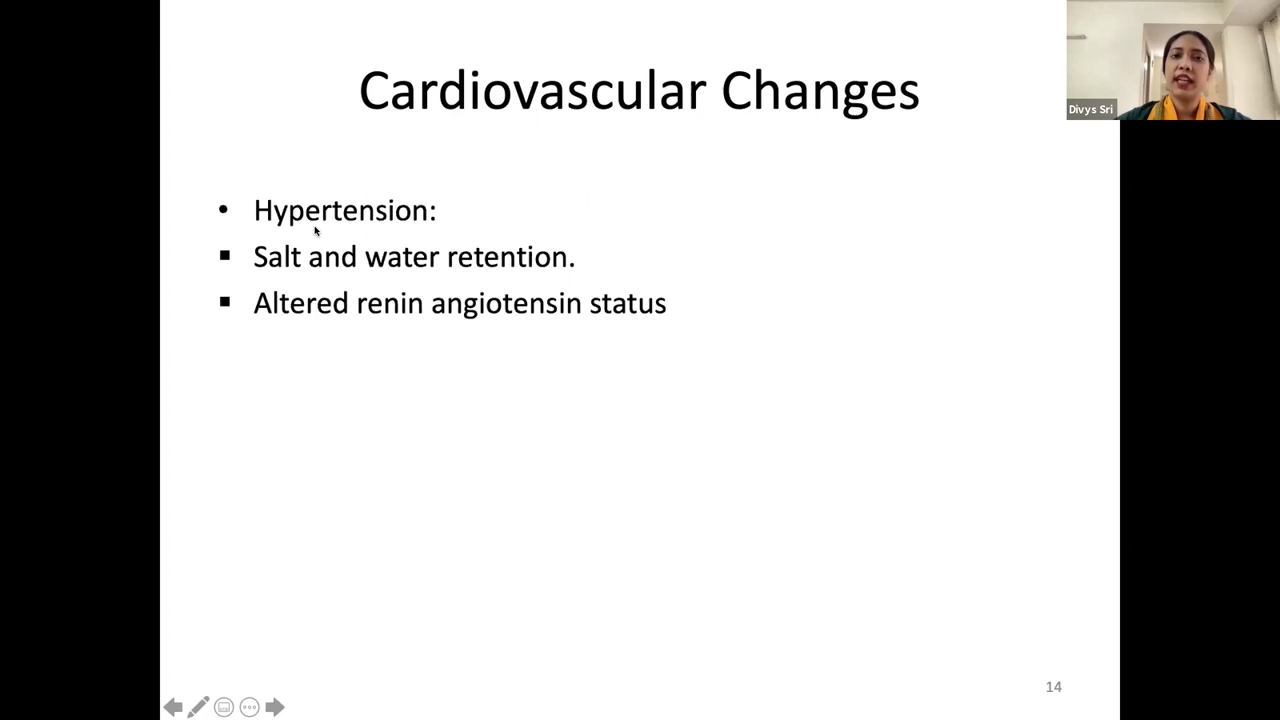 Cardiovascular Changes
Divys Sri
• Hypertension:
▪ Salt and water retention.
▪ Altered renin angiotensin status
14